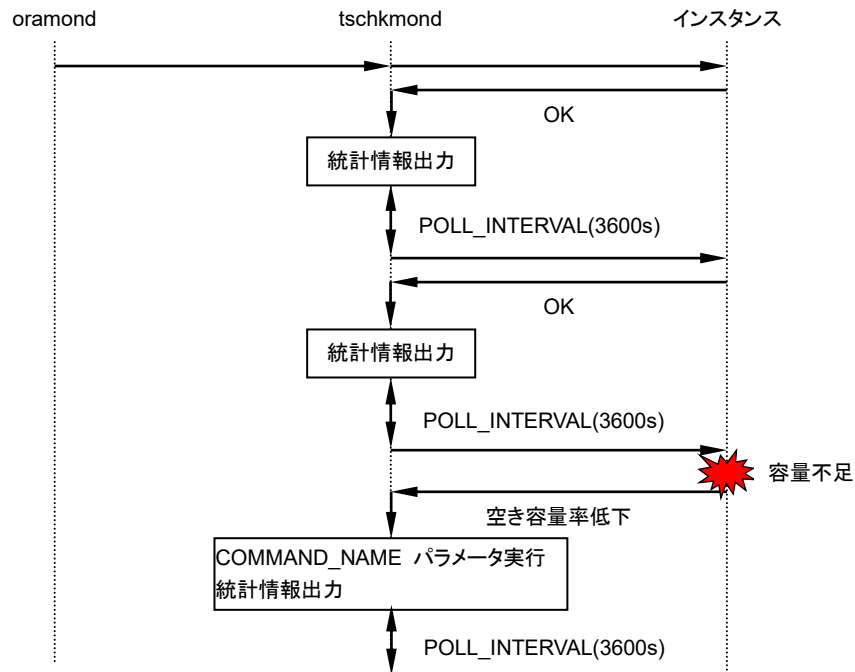 oramond
tschkmond
インスタンス
OK
統計情報出力
POLL_INTERVAL(3600s)
OK
統計情報出力
POLL_INTERVAL(3600s)
容量不足
空き容量率低下
COMMAND_NAME パラメータ実行
統計情報出力
POLL_INTERVAL(3600s)